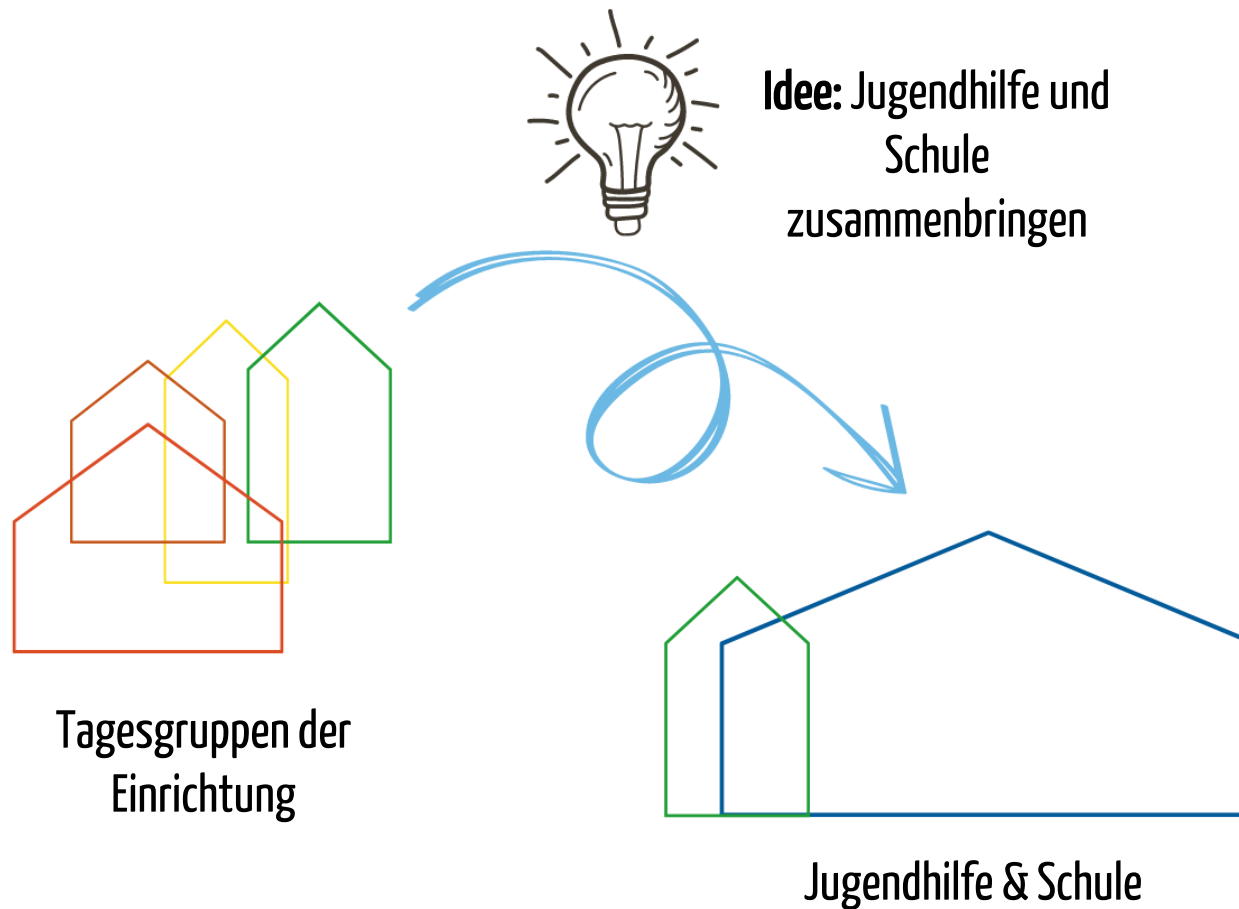 Idee: Jugendhilfe und
Schule
zusammenbringen
Tagesgruppen der
Einrichtung
Jugendhilfe & Schule